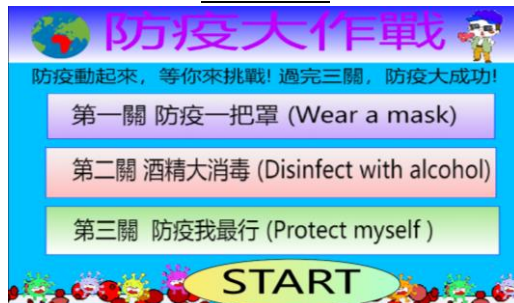 防疫大作戰
防疫動起來，等你來挑戰!過完三關，防疫大成功!
第一關 防疫一把罩 (Wear a mask)
第二關 酒精大消毒 (Disinfect with alcohol)
第三關 防疫我最行 (Protect myself )
START